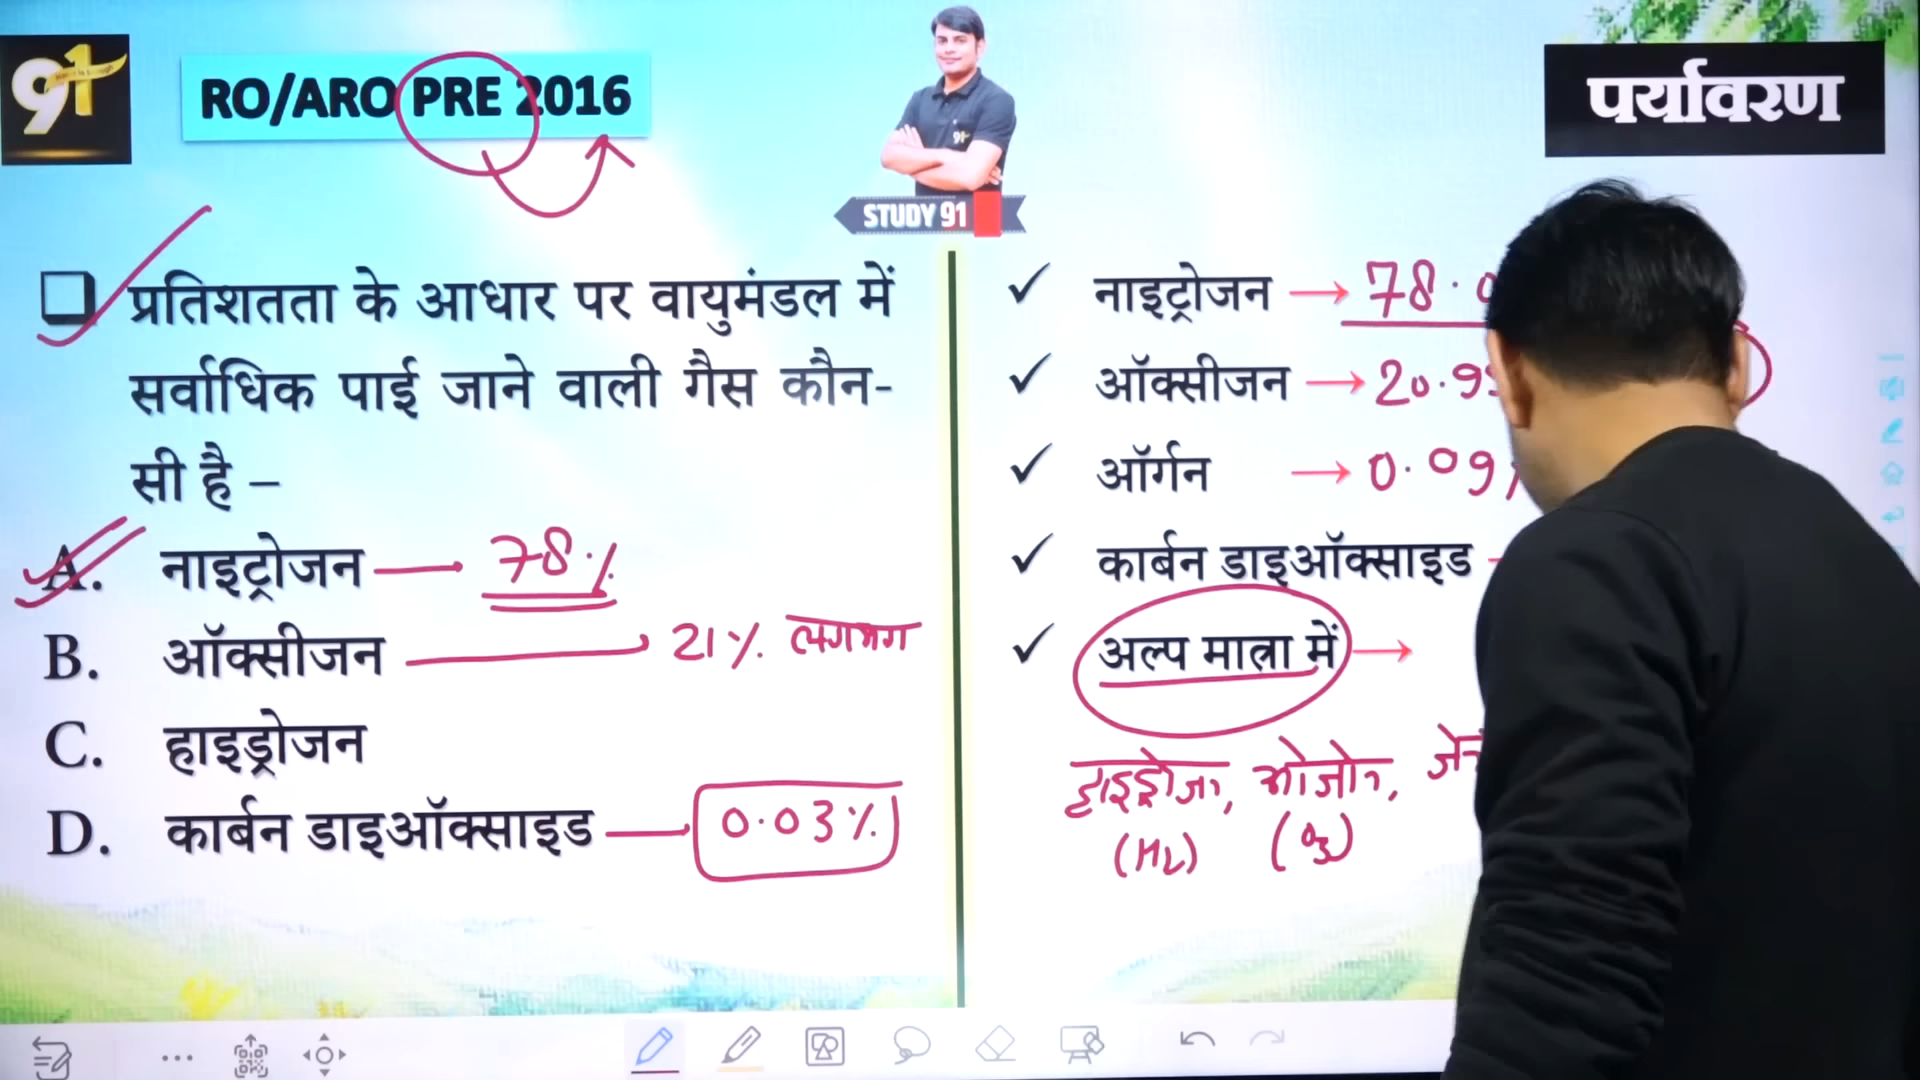 91
RO/ARO PRE 2016
STUDY 91
पर्यावरण
प्रतिशतता के आधार पर वायुमंडल में
सर्वाधिक पाई जाने वाली गैस कौन-
सी है –
A. नाइट्रोजन — 78%
B. ऑक्सीजन — 21% लगभग
C. हाइड्रोजन
D. कार्बन डाइऑक्साइड — 0.03%
✓ नाइट्रोजन → 78.0
✓ ऑक्सीजन → 20.9
✓ ऑर्गन → 0.09
✓ कार्बन डाइऑक्साइड
✓ अल्प मात्रा में →
हाइड्रोजन, ओजोन,
(H2) (O3)